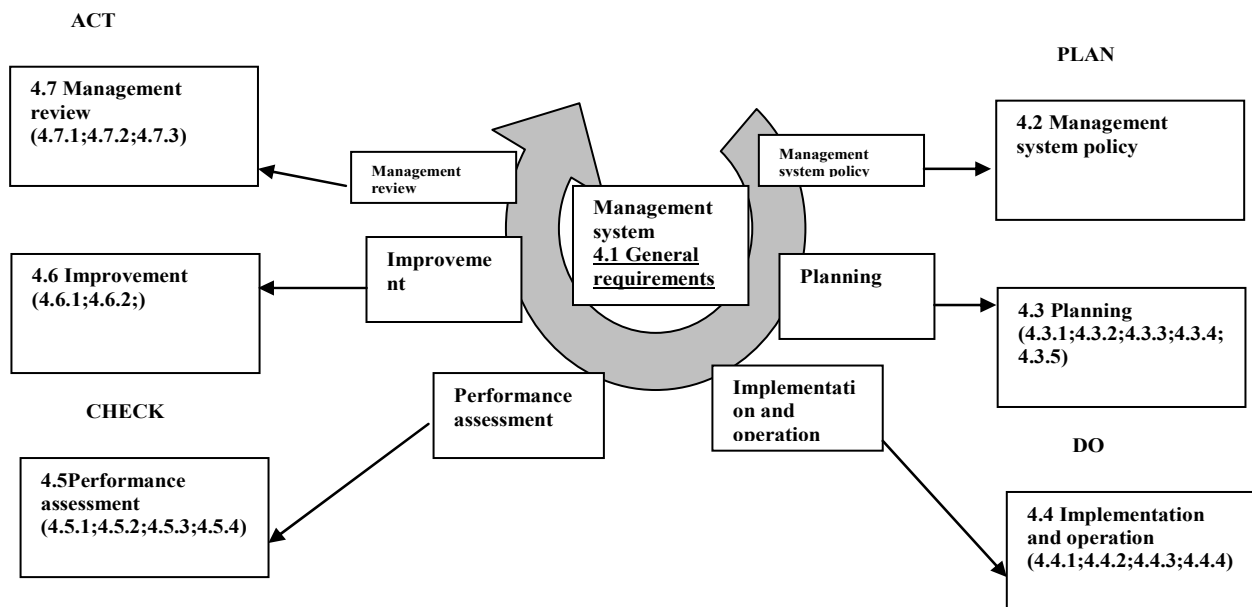 ACT
4.7 Management
review
(4.7.1;4.7.2;4.7.3)
Management
review
4.6 Improvement
(4.6.1;4.6.2;)
Improveme
nt
CHECK
4.5Performance
assessment
(4.5.1;4.5.2;4.5.3;4.5.4)
Performance
assessment
Management
system
4.1 General
requirements
PLAN
Management
system policy
4.2 Management
system policy
Planning
4.3 Planning
(4.3.1;4.3.2;4.3.3;4.3.4;
4.3.5)
Implementati
on and
operation
DO
4.4 Implementation
and operation
(4.4.1;4.4.2;4.4.3;4.4.4)